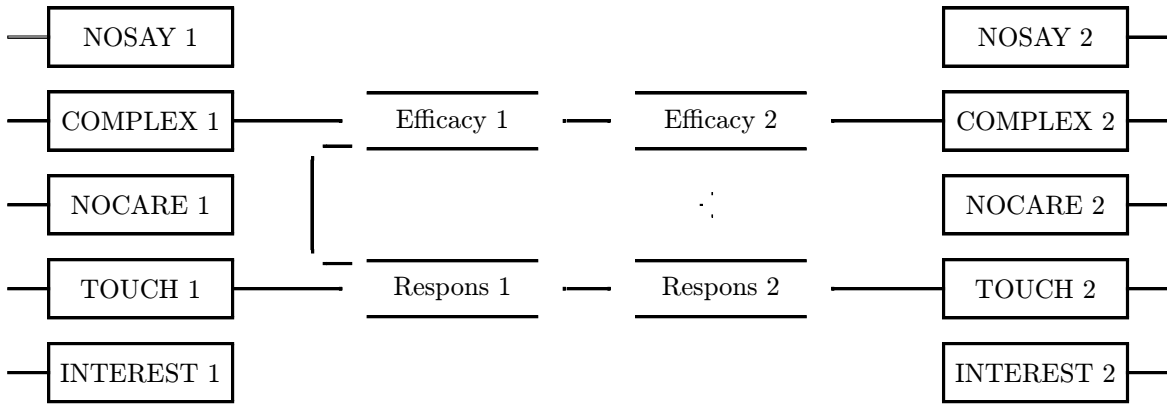 NOSAY 1 NOSAY 2
COMPLEX 1 Efficacy 1 Efficacy 2 COMPLEX 2
NOCARE 1 NOCARE 2
TOUCH 1 Respons 1 Respons 2 TOUCH 2
INTEREST 1 INTEREST 2